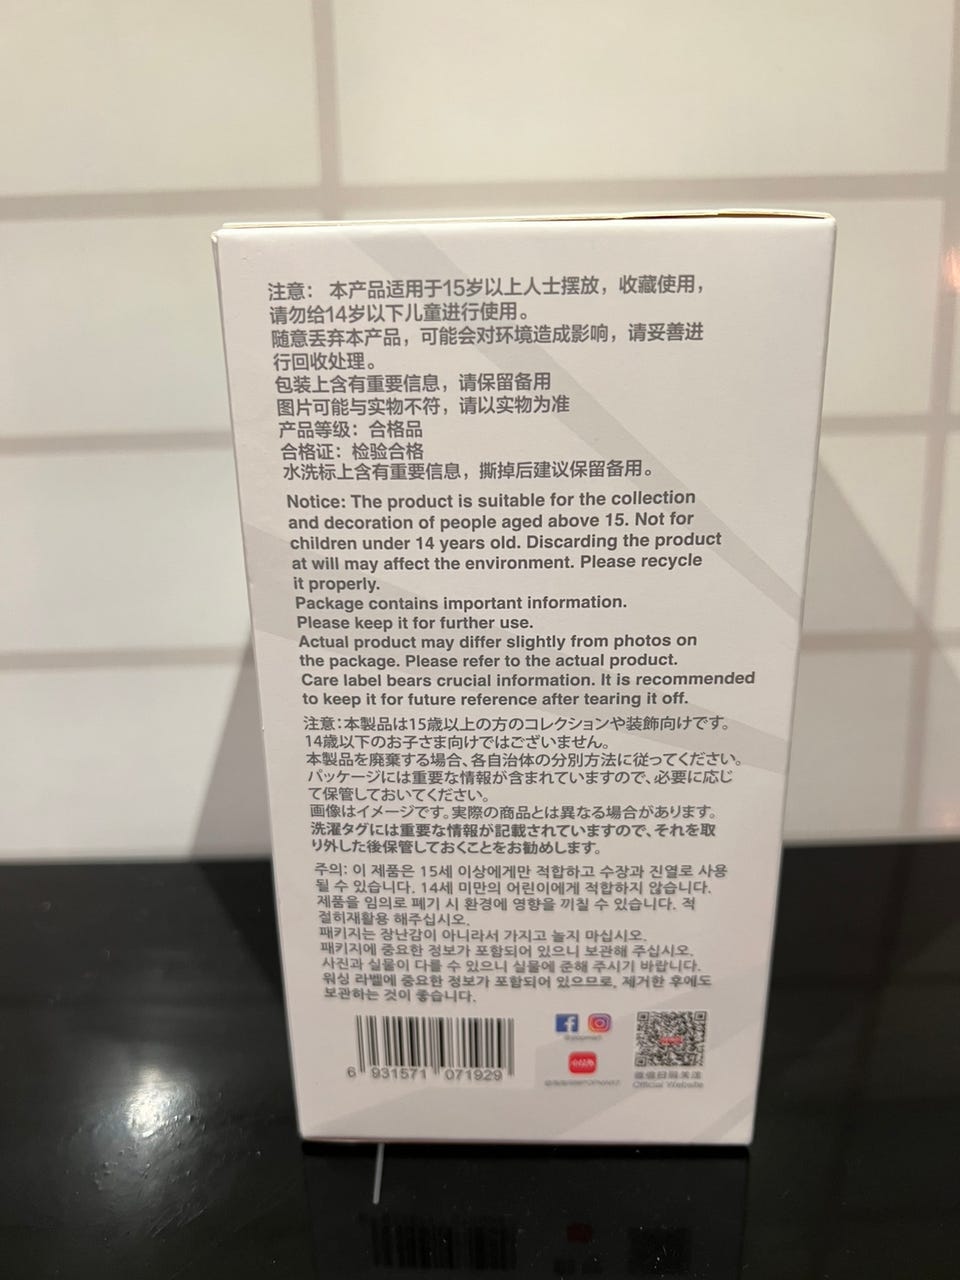 注意： 本产品适用于15岁以上人士摆放，收藏使用，
请勿给14岁以下儿童进行使用。
随意丢弃本产品，可能会对环境造成影响，请妥善进
行回收处理。
包装上含有重要信息，请保留备用
图片可能与实物不符，请以实物为准
产品等级：合格品
合格证：检验合格
水洗标上含有重要信息，撕掉后建议保留备用。
Notice: The product is suitable for the collection
and decoration of people aged above 15. Not for
children under 14 years old. Discarding the product
at will may affect the environment. Please recycle
it properly.
Package contains important information.
Please keep it for further use.
Actual product may differ slightly from photos on
the package. Please refer to the actual product.
Care label bears crucial information. It is recommended
to keep it for future reference after tearing it off.
注意：本製品は15歳以上の方のコレクションや装飾向けです。
14歳以下のお子さま向けではございません。
本製品を廃棄する場合、各自治体の分別方法に従ってください。
パッケージには重要な情報が含まれていますので、必要に応じ
て保管しておいてください。
画像はイメージです。実際の商品とは異なる場合があります。
洗濯タグには重要な情報が記載されていますので、それを取
り外した後保管しておくことをお勧めします。
주의: 이 제품은 15세 이상에게만 적합하고 수장과 진열로 사용
될 수 있습니다. 14세 미만의 어린이에게 적합하지 않습니다.
제품을 임의로 폐기 시 환경에 영향을 끼칠 수 있습니다. 적
절히재활용 해주십시오.
패키지는 장난감이 아니라서 가지고 놀지 마십시오.
패키지에 중요한 정보가 포함되어 있으니 보관해 주십시오.
사진과 실물이 다를 수 있으니 실물에 준해 주시기 바랍니다.
워싱 라벨에 중요한 정보가 포함되어 있으므로, 제거한 후에도
보관하는 것이 좋습니다.
6 931571 071929
小红书
Official Website